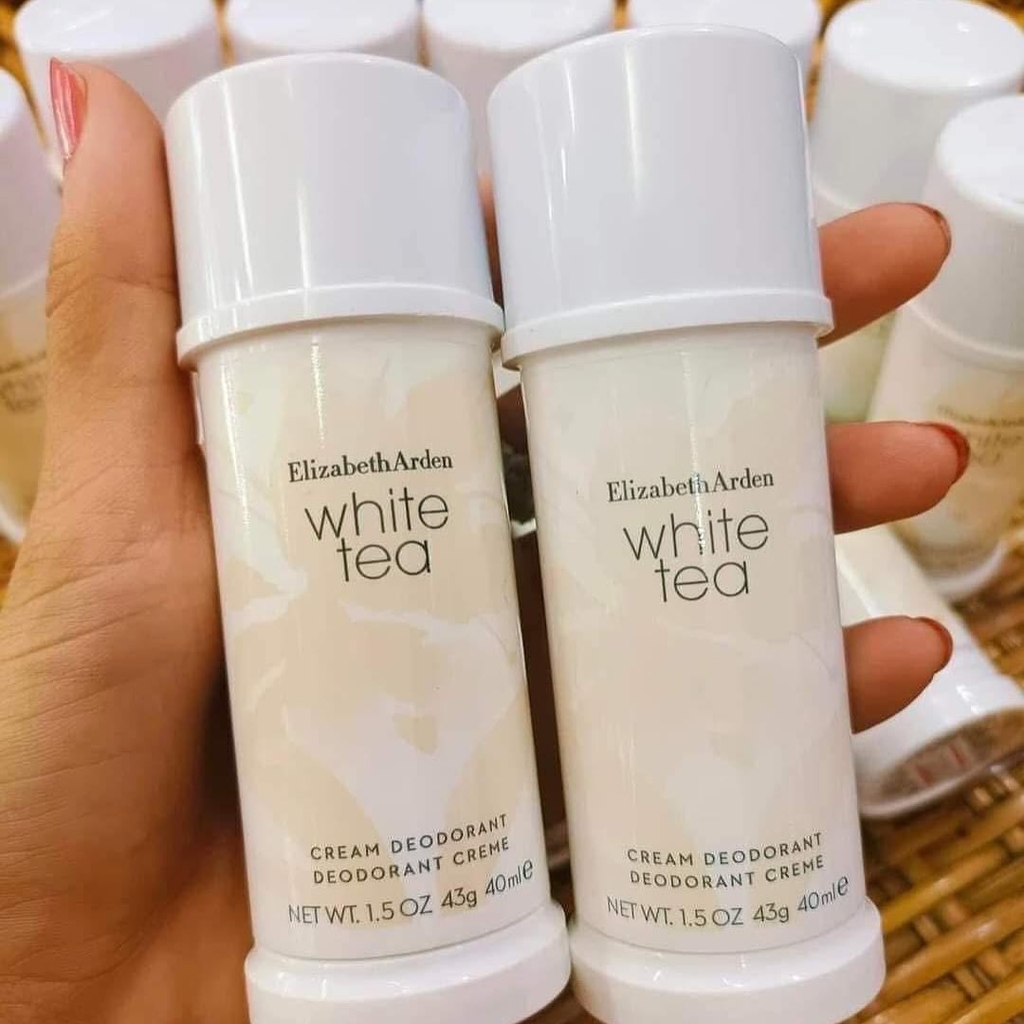 ElizabethArden
white
tea
CREAM DEODORANT
DEODORANT CREME
NET WT. 1.5 OZ 43g 40ml℮
ElizabethArden
white
tea
CREAM DEODORANT
DEODORANT CREME
NET WT. 1.5 OZ 43g 40ml℮